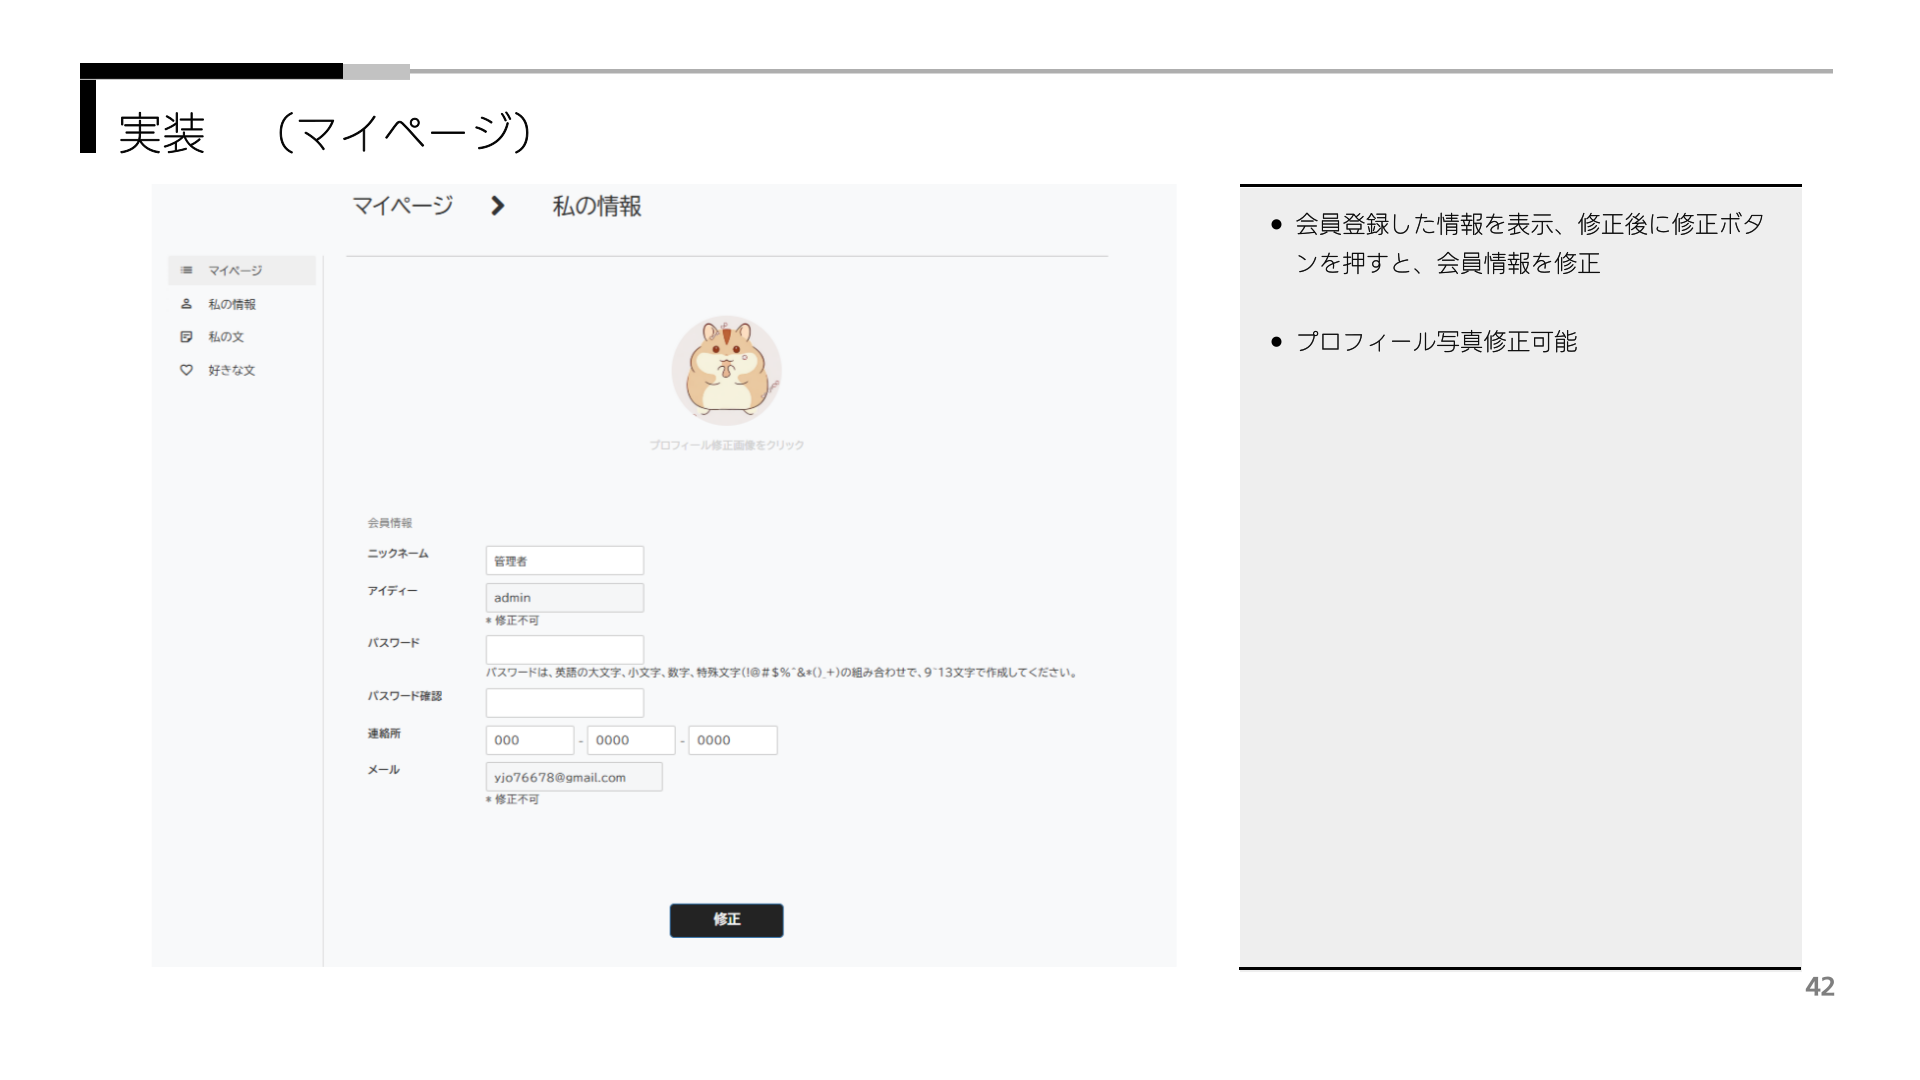 実装　（マイページ）
マイページ　私の情報
マイページ
私の情報
私の文
好きな文
プロフィール修正画像をクリック
会員情報
ニックネーム 管理者
アイディー admin
* 修正不可
パスワード
パスワードは、英語の大文字、小文字、数字、特殊文字(!@#$%^&*()_+)の組み合わせで、9~13文字で作成してください。
パスワード確認
連絡所 000 - 0000 - 0000
メール yjo76678@gmail.com
* 修正不可
修正
● 会員登録した情報を表示、修正後に修正ボタ
ンを押すと、会員情報を修正
● プロフィール写真修正可能
42